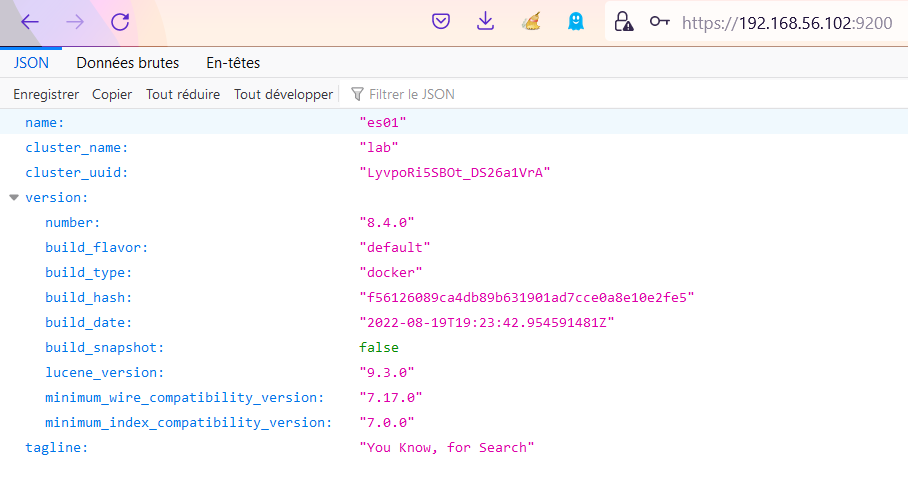 https://192.168.56.102:9200
JSON Données brutes En-têtes
Enregistrer Copier Tout réduire Tout développer Filtrer le JSON
name: "es01"
cluster_name: "lab"
cluster_uuid: "LyvpoRi5SBOt_DS26a1VrA"
version:
number: "8.4.0"
build_flavor: "default"
build_type: "docker"
build_hash: "f56126089ca4db89b631901ad7cce0a8e10e2fe5"
build_date: "2022-08-19T19:23:42.954591481Z"
build_snapshot: false
lucene_version: "9.3.0"
minimum_wire_compatibility_version: "7.17.0"
minimum_index_compatibility_version: "7.0.0"
tagline: "You Know, for Search"